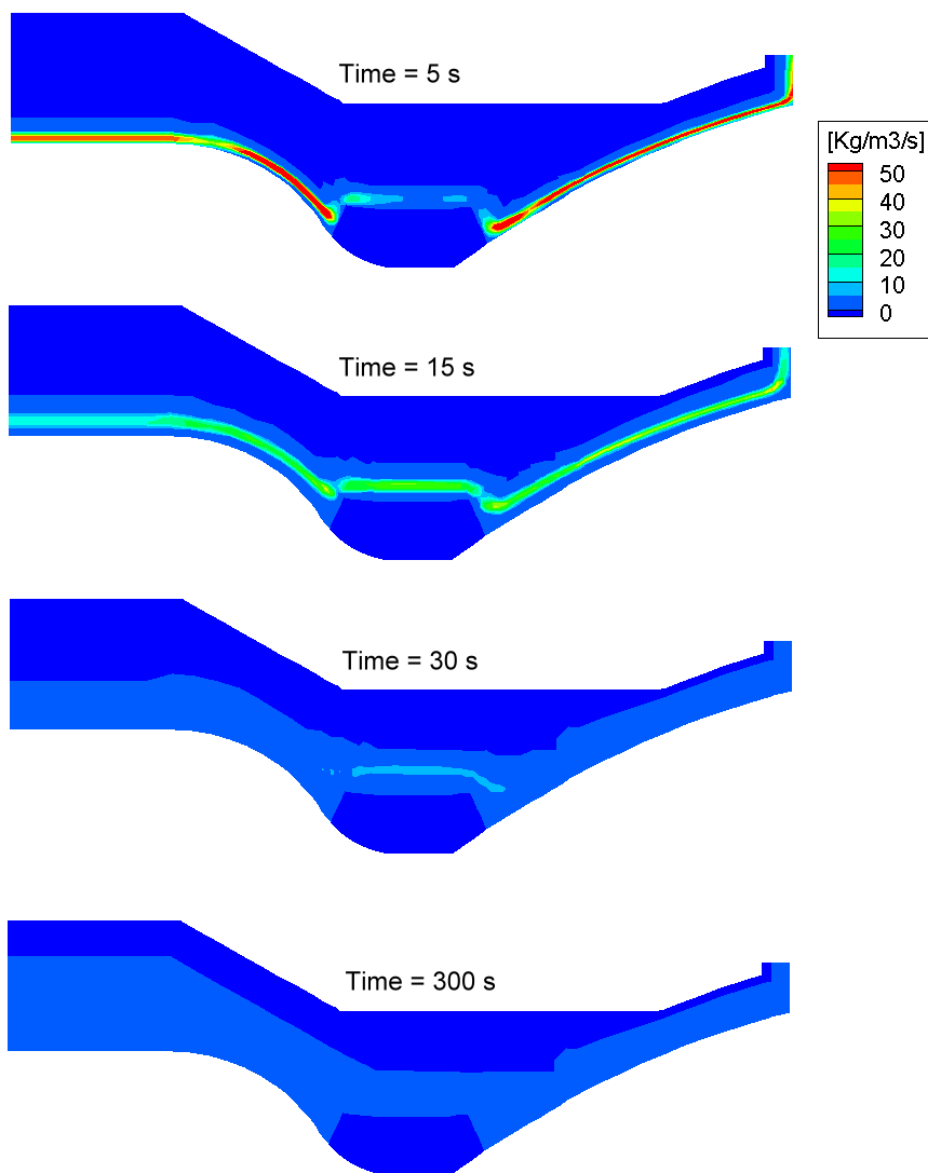 Time = 5 s
[Kg/m3/s]
50
40
30
20
10
0
Time = 15 s
Time = 30 s
Time = 300 s